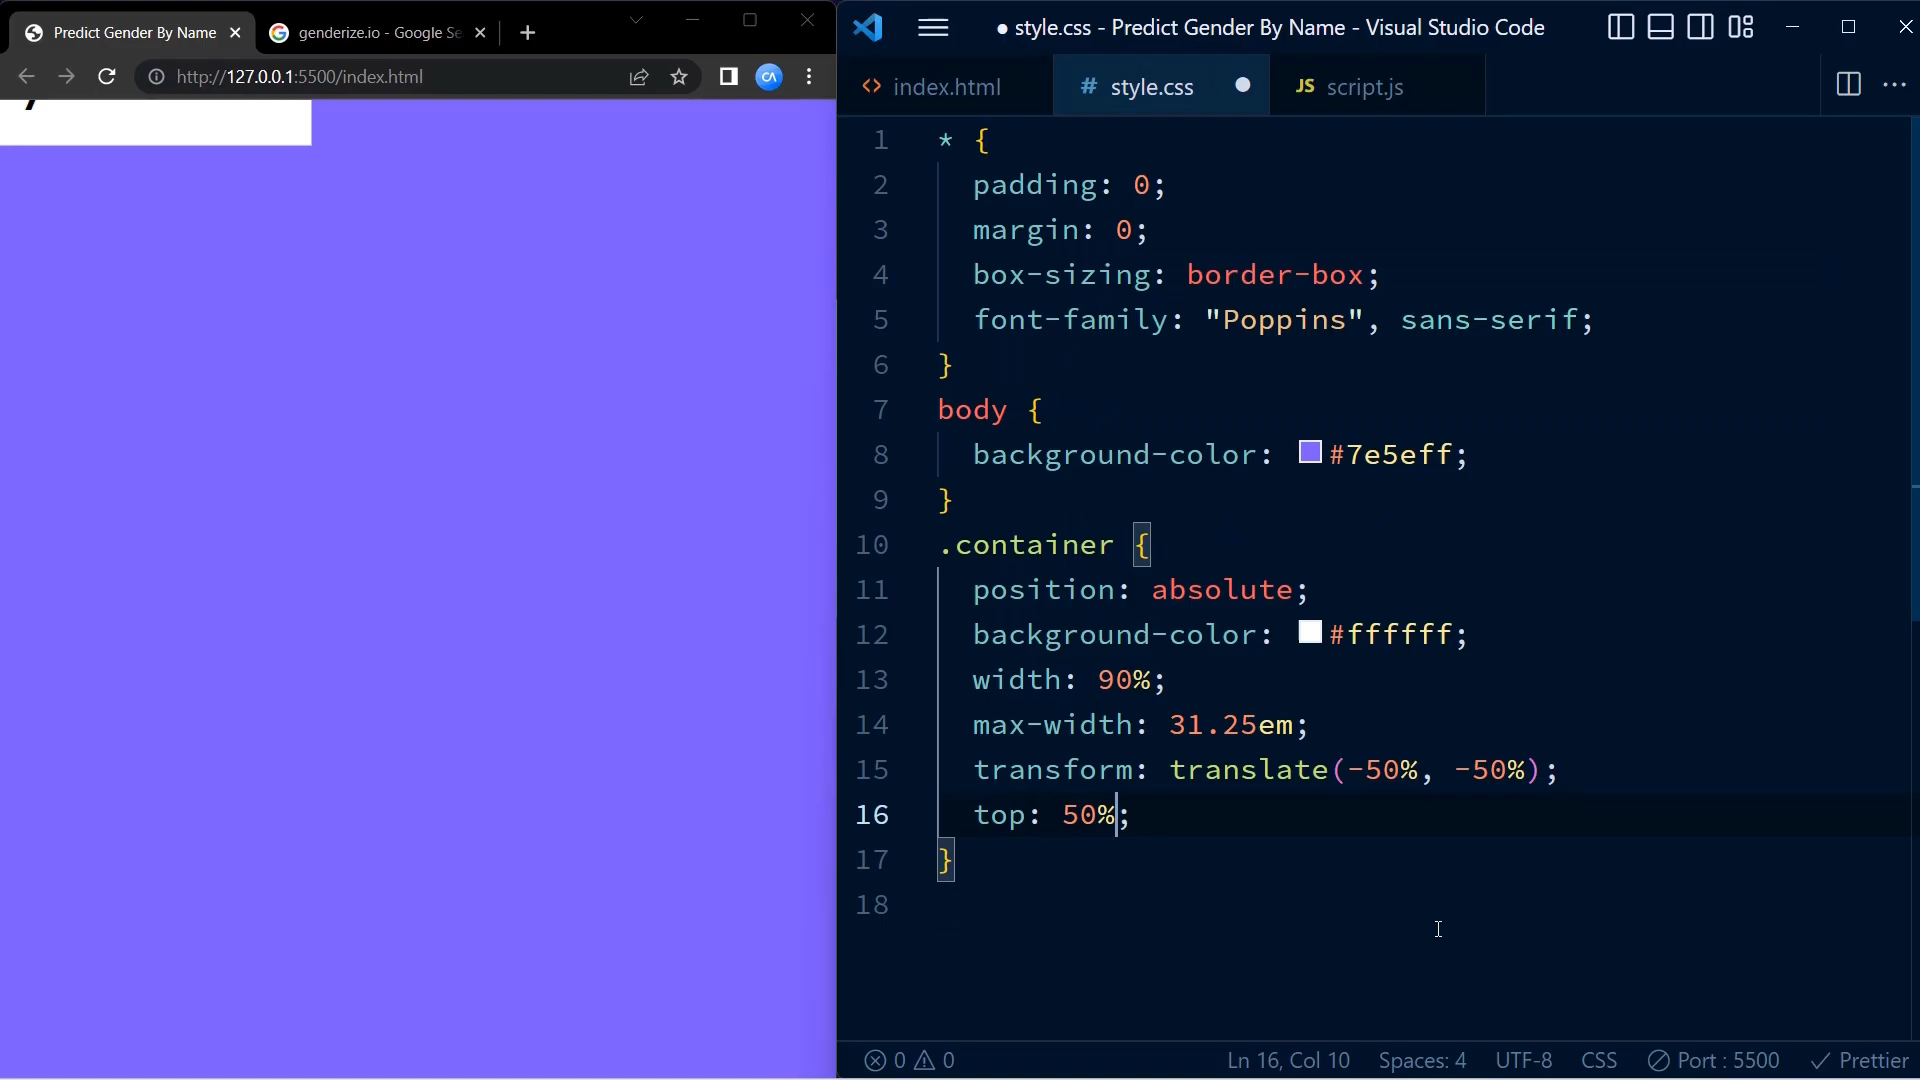 Predict Gender By Name
genderize.io - Google Se
http://127.0.0.1:5500/index.html
CA
● style.css - Predict Gender By Name - Visual Studio Code
<> index.html
# style.css
JS script.js
1 * {
2 padding: 0;
3 margin: 0;
4 box-sizing: border-box;
5 font-family: "Poppins", sans-serif;
6 }
7 body {
8 background-color: #7e5eff;
9 }
10 .container {
11 position: absolute;
12 background-color: #ffffff;
13 width: 90%;
14 max-width: 31.25em;
15 transform: translate(-50%, -50%);
16 top: 50%;
17 }
18
0 0 Ln 16, Col 10 Spaces: 4 UTF-8 CSS Port : 5500 Prettier